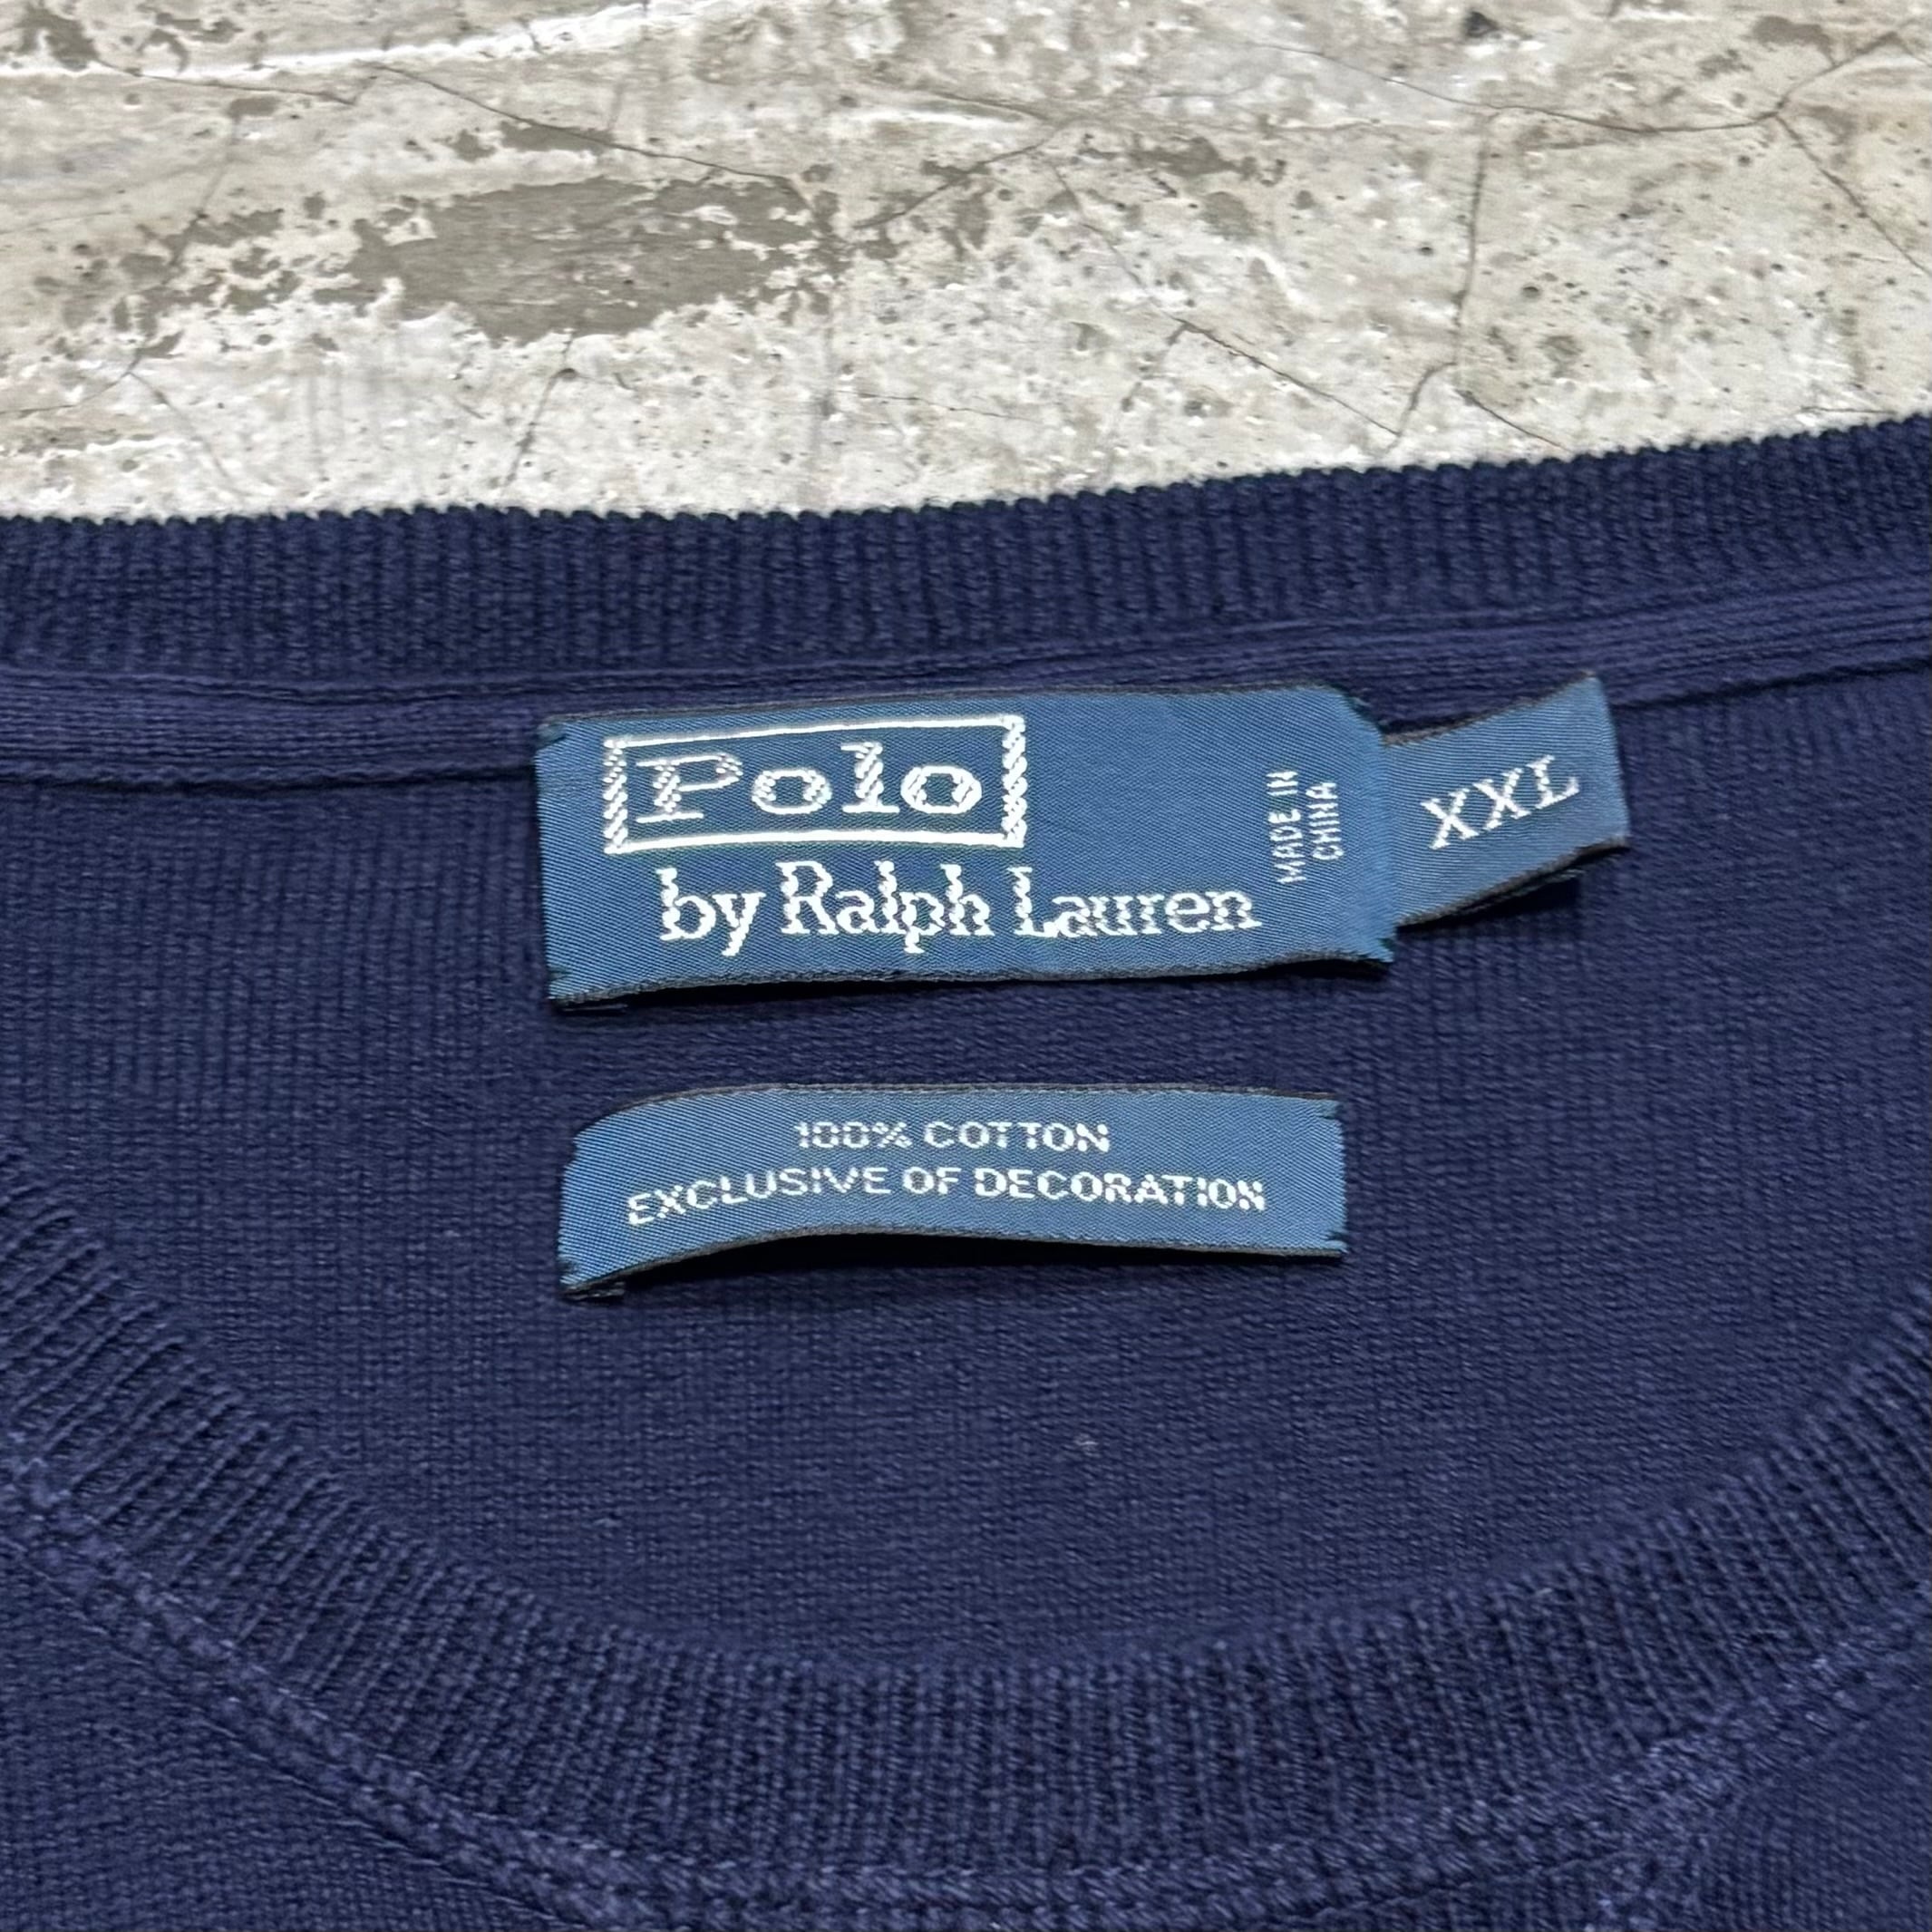 Polo
by Ralph Lauren
MADE IN
CHINA
XXL
100% COTTON
EXCLUSIVE OF DECORATION